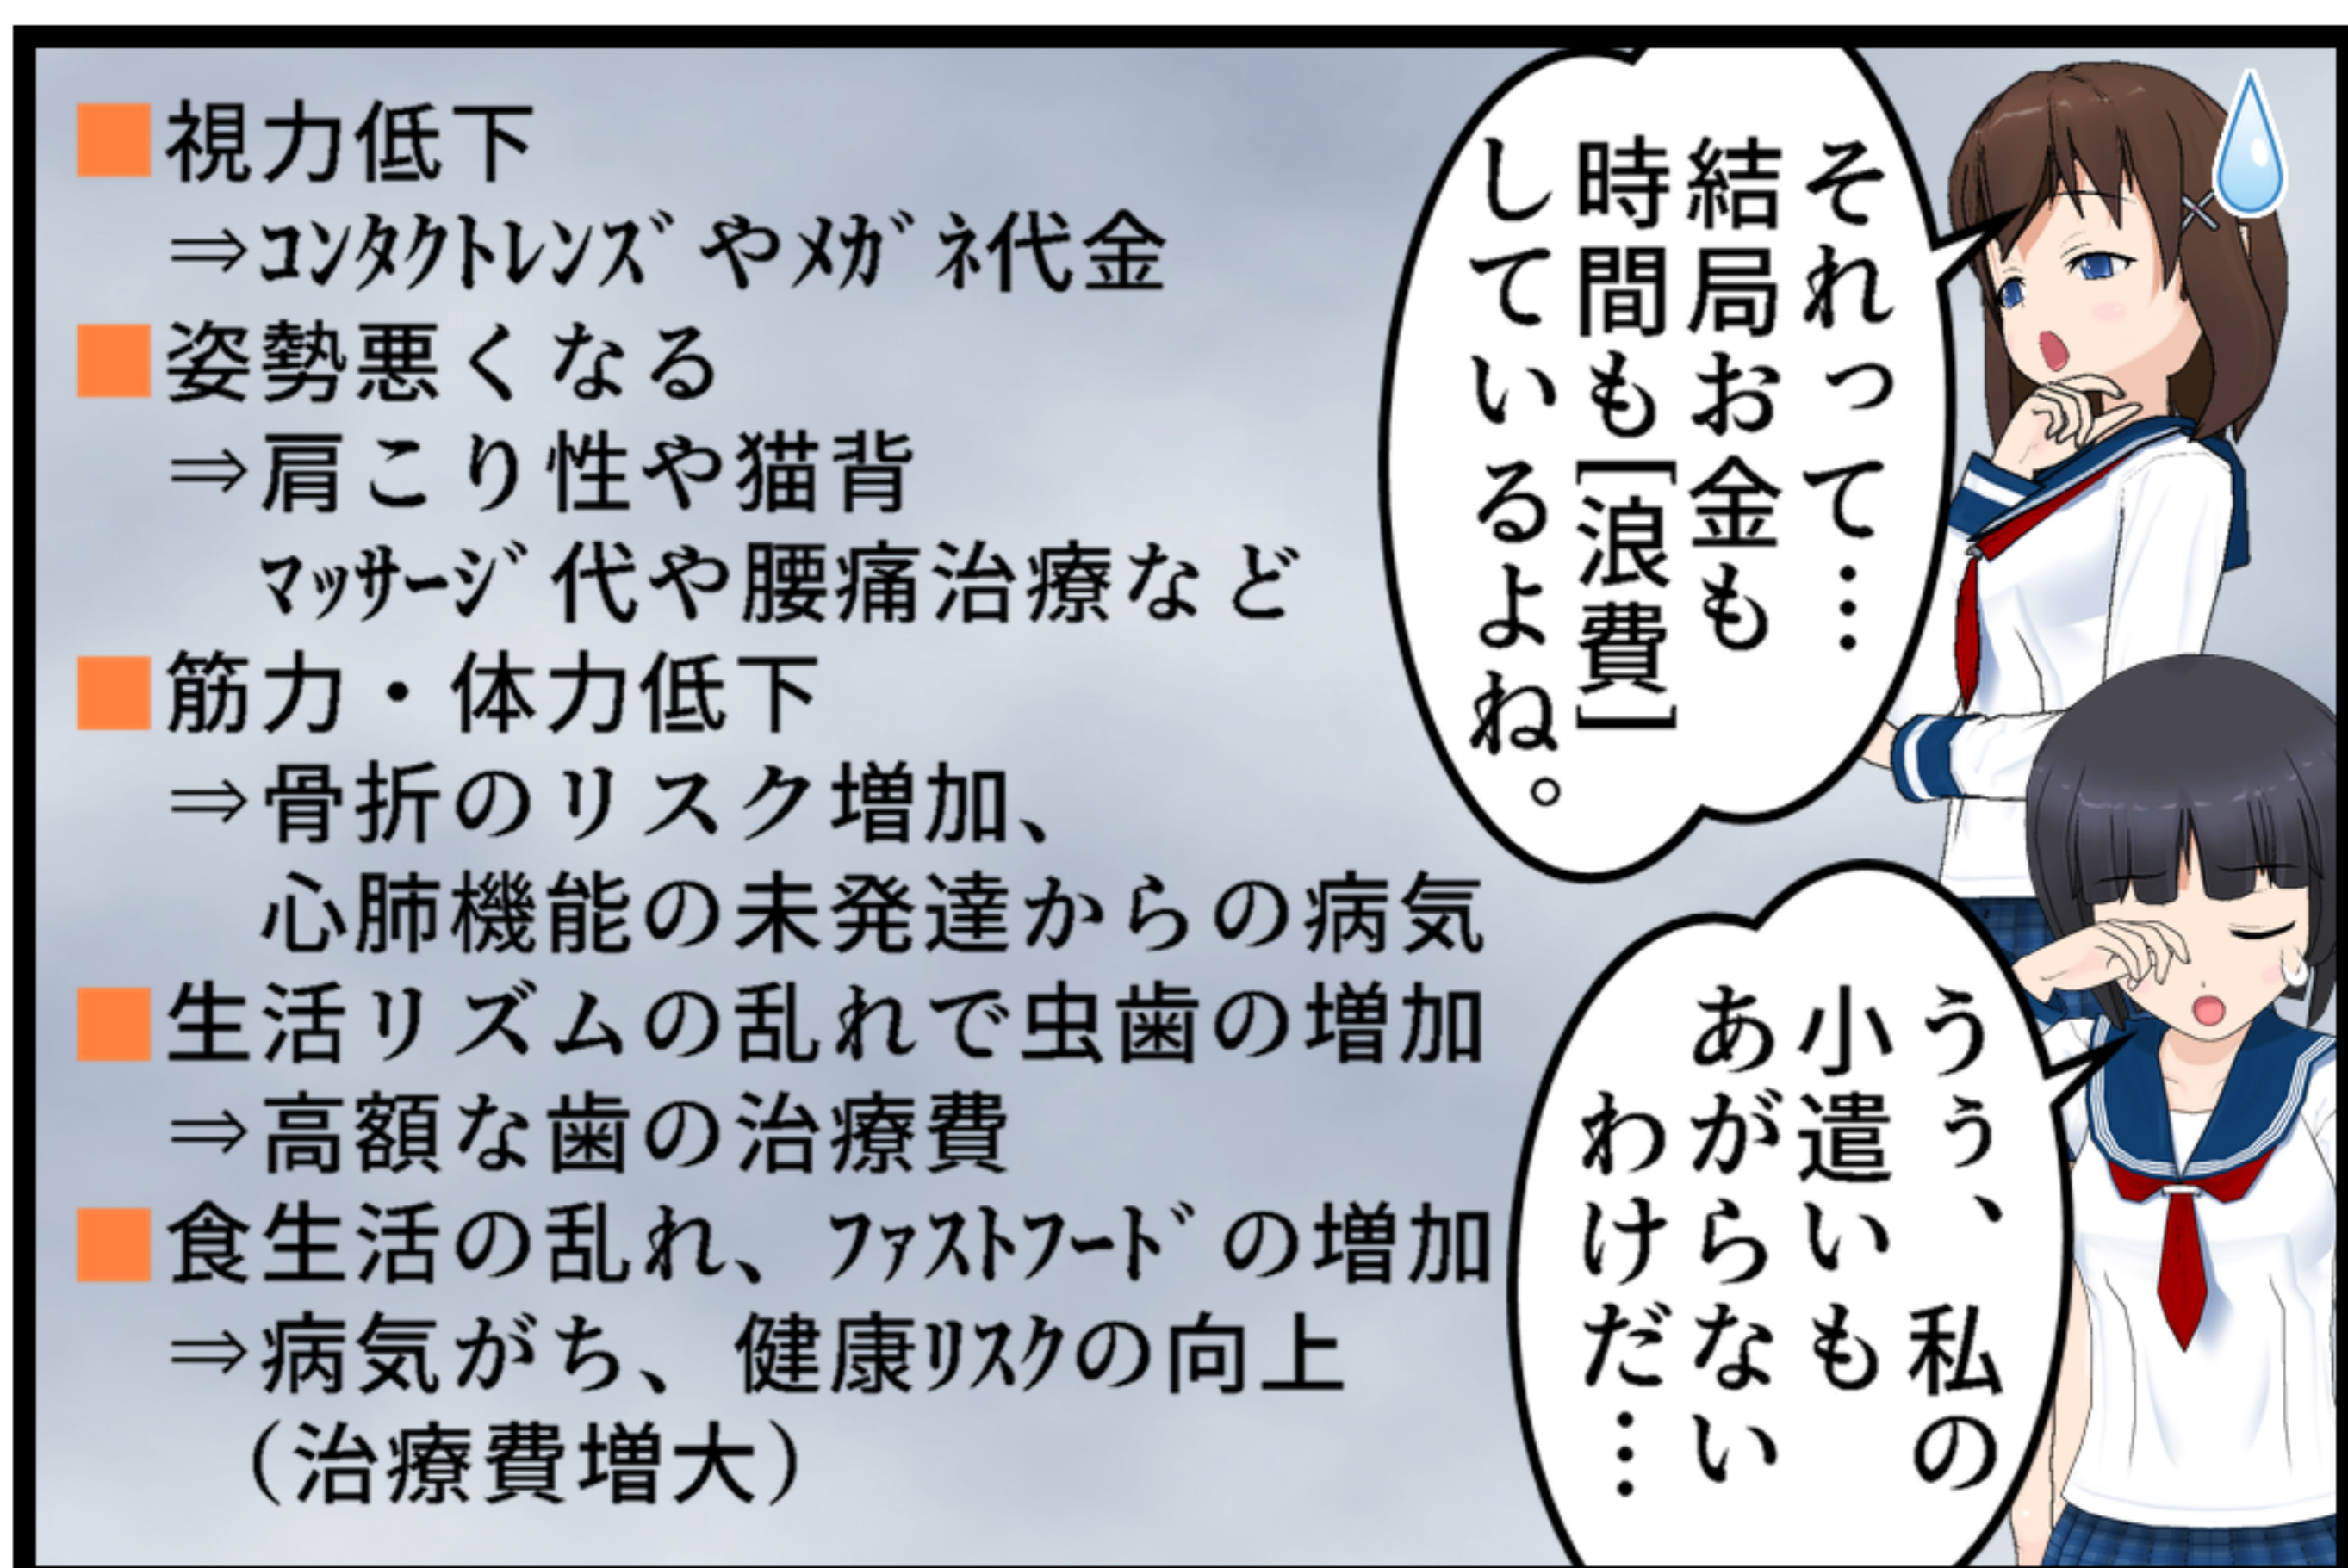 ■視力低下
⇒ｺﾝﾀｸﾄﾚﾝｽﾞやﾒｶﾞﾈ代金
■姿勢悪くなる
⇒肩こり性や猫背
ﾏｯｻｰｼﾞ代や腰痛治療など
■筋力・体力低下
⇒骨折のリスク増加、
心肺機能の未発達からの病気
■生活リズムの乱れで虫歯の増加
⇒高額な歯の治療費
■食生活の乱れ、ﾌｧｽﾄﾌｰﾄﾞの増加
⇒病気がち、健康ﾘｽｸの向上
（治療費増大）
それって…
結局お金も
時間も[浪費]
しているよね。
うぅ、私の
小遣いも
あがらない
わけだ…